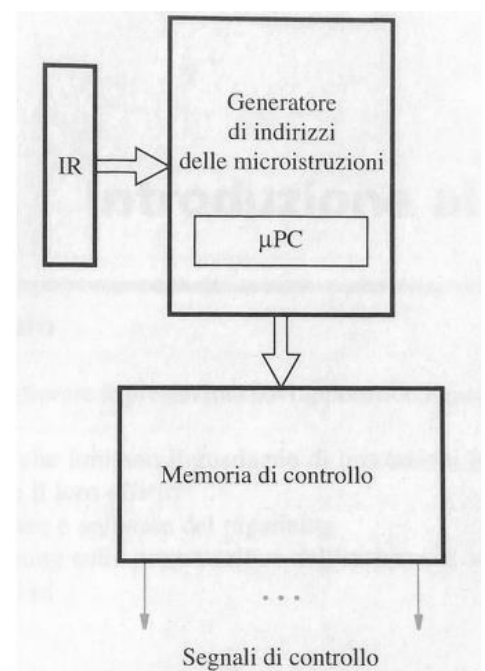 Generatore
di indirizzi
delle microistruzioni
IR
μPC
Memoria di controllo
. . .
Segnali di controllo